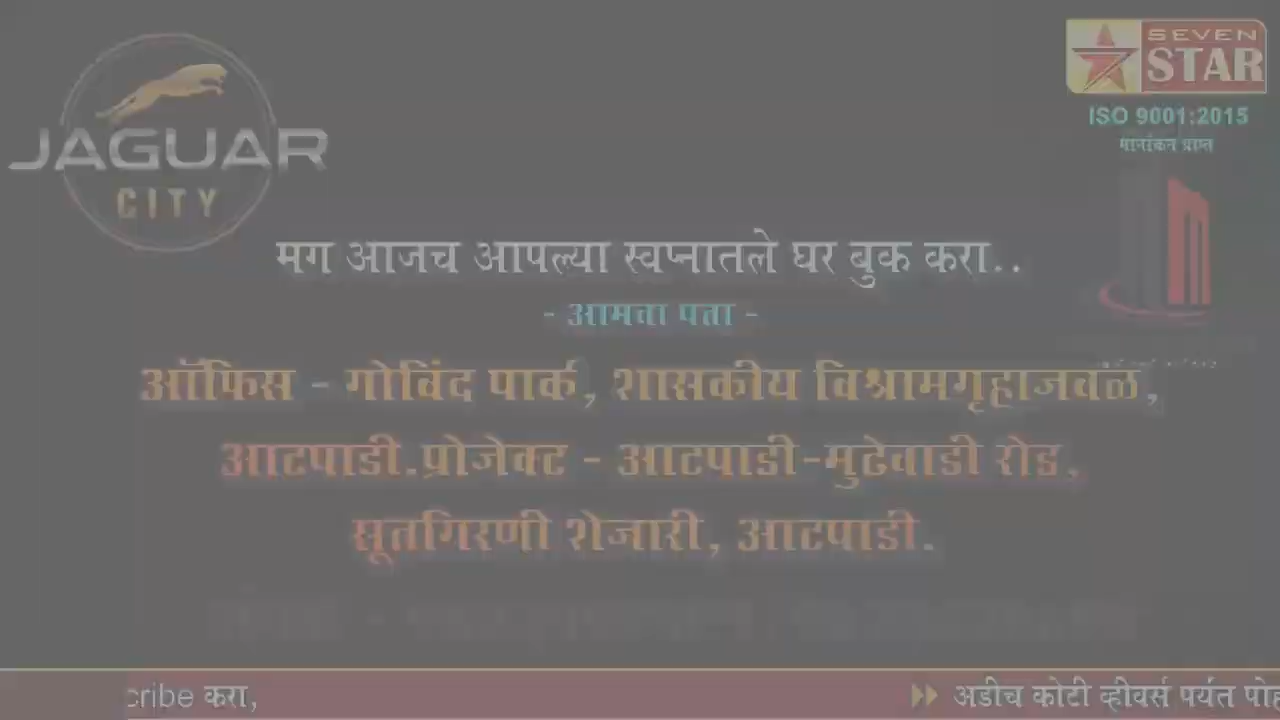 JAGUAR
CITY
SEVEN
STAR
ISO 9001:2015
मानांकन प्राप्त
मग आजच आपल्या स्वप्नातले घर बुक करा..
- आमचा पत्ता -
ऑफिस - गोविंद पार्क, शासकीय विश्रामगृहाजवळ,
आटपाडी.प्रोजेक्ट - आटपाडी-मुढेवाडी रोड,
सूतगिरणी शेजारी, आटपाडी.
cribe करा,
अडीच कोटी व्हीवर्स पर्यंत पोह